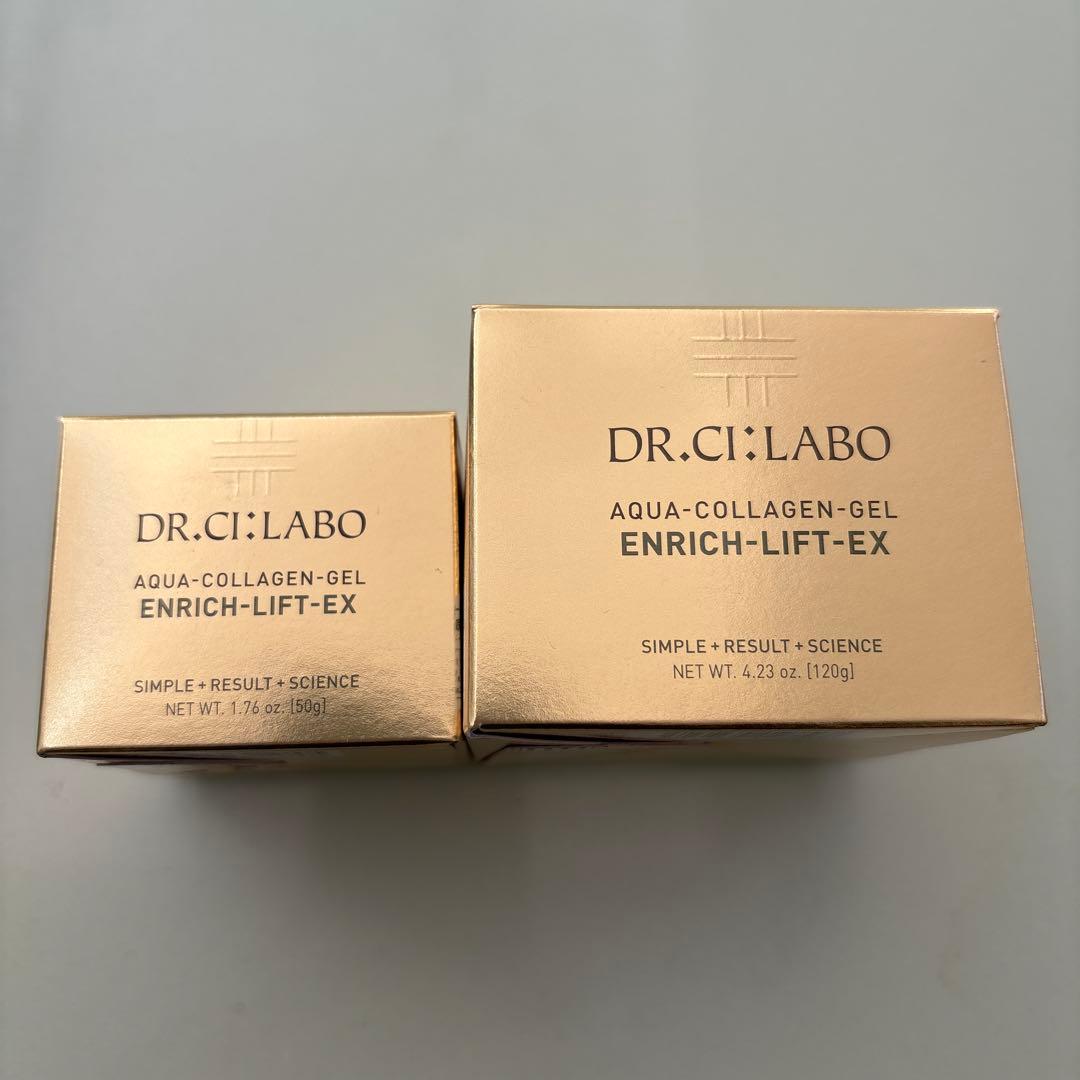 DR.CI:LABO
AQUA-COLLAGEN-GEL
ENRICH-LIFT-EX
SIMPLE+RESULT+SCIENCE
NET WT. 1.76 oz. [50g]
DR.CI:LABO
AQUA-COLLAGEN-GEL
ENRICH-LIFT-EX
SIMPLE+RESULT+SCIENCE
NET WT. 4.23 oz. [120g]